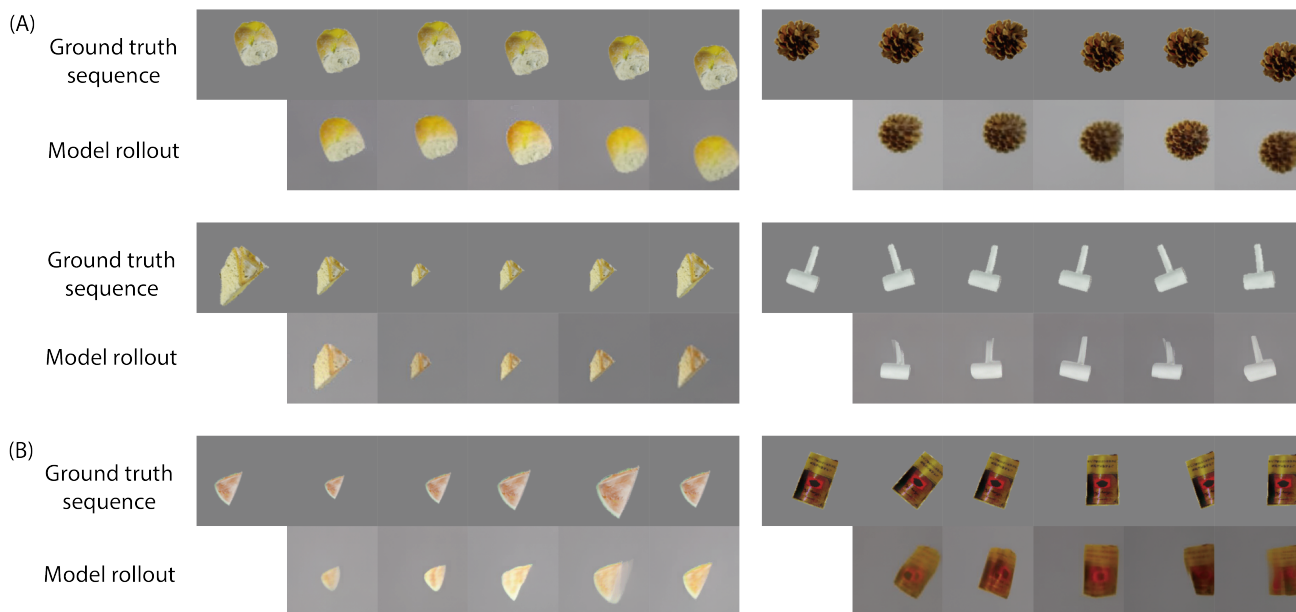 (A)
Ground truth
sequence
Model rollout
Ground truth
sequence
Model rollout
(B)
Ground truth
sequence
Model rollout